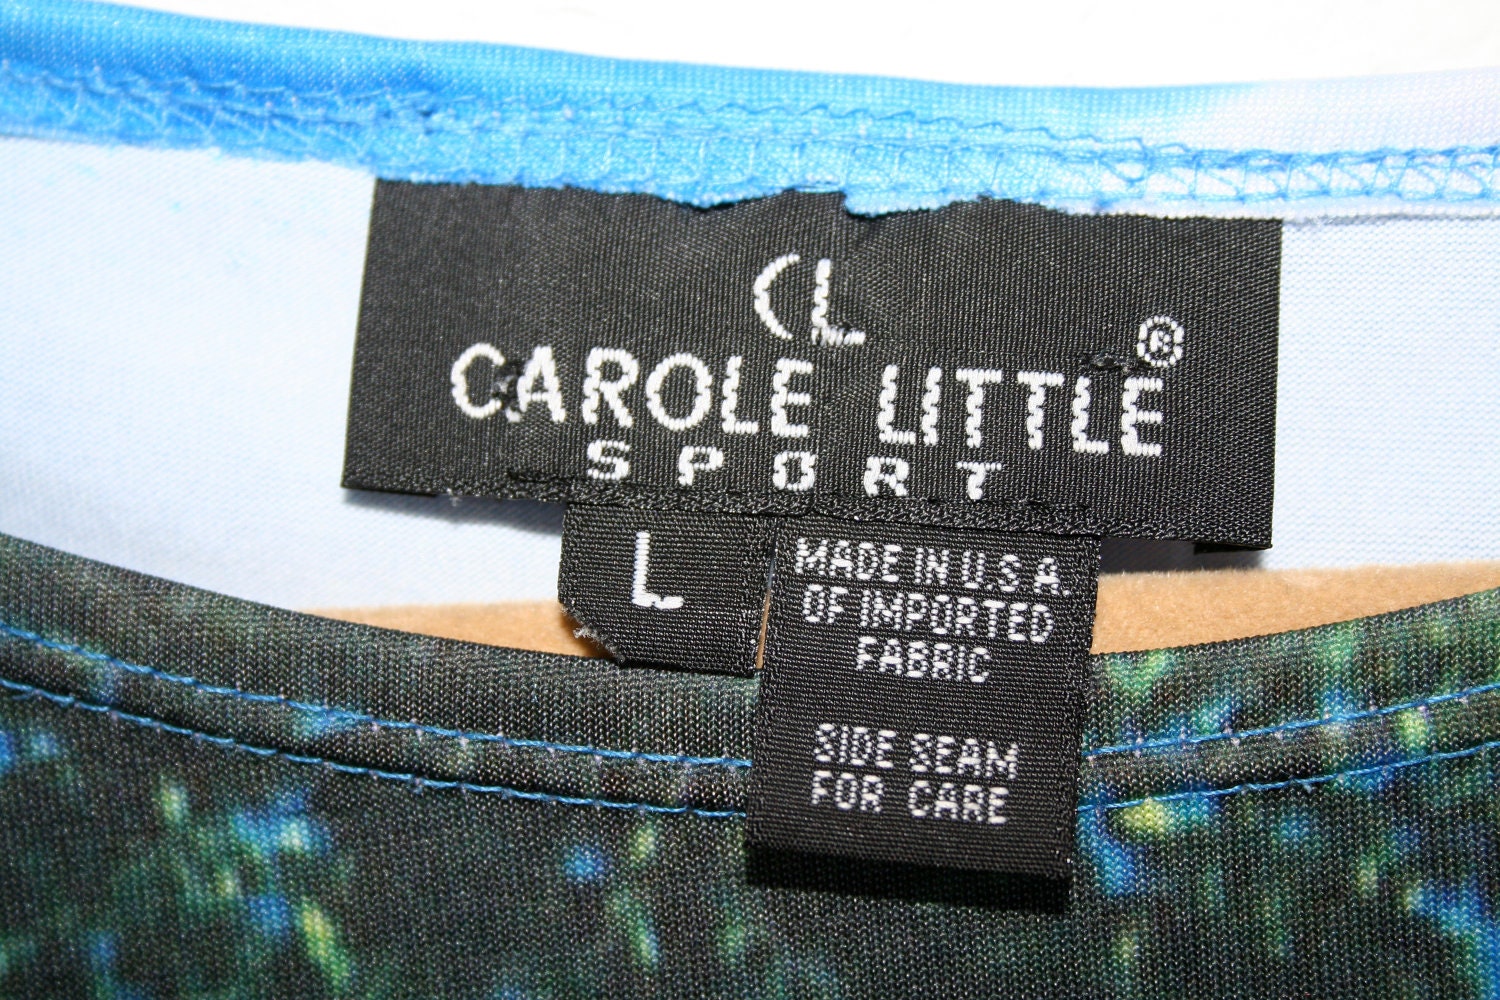 CL
CAROLE LITTLE®
SPORT
L
MADE IN U.S.A.
OF IMPORTED
FABRIC
SIDE SEAM
FOR CARE